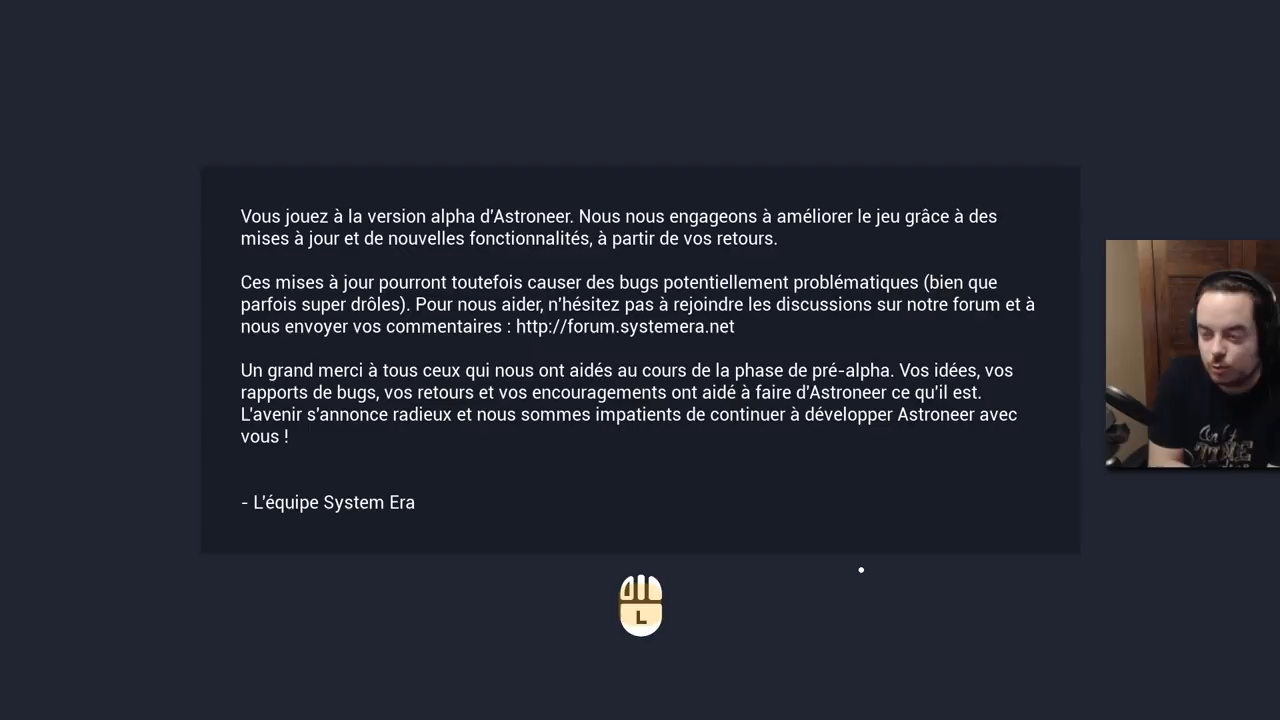 Vous jouez à la version alpha d'Astroneer. Nous nous engageons à améliorer le jeu grâce à des
mises à jour et de nouvelles fonctionnalités, à partir de vos retours.
Ces mises à jour pourront toutefois causer des bugs potentiellement problématiques (bien que
parfois super drôles). Pour nous aider, n'hésitez pas à rejoindre les discussions sur notre forum et à
nous envoyer vos commentaires : http://forum.systemera.net
Un grand merci à tous ceux qui nous ont aidés au cours de la phase de pré-alpha. Vos idées, vos
rapports de bugs, vos retours et vos encouragements ont aidé à faire d'Astroneer ce qu'il est.
L'avenir s'annonce radieux et nous sommes impatients de continuer à développer Astroneer avec
vous !
- L'équipe System Era
L